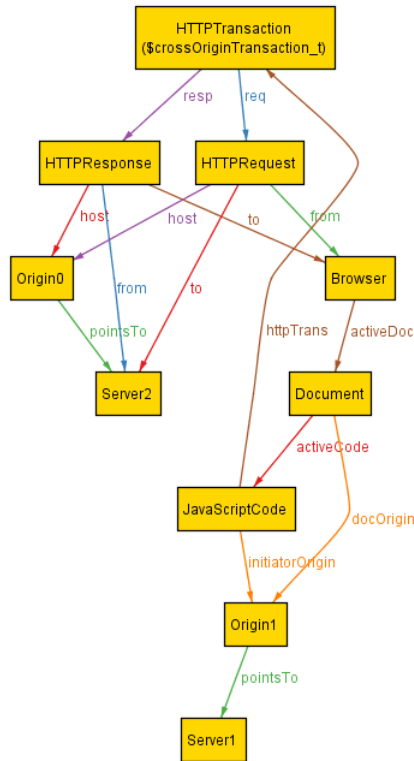 HTTPTransaction
($crossOriginTransaction_t)
resp
req
HTTPResponse
HTTPRequest
host
host
to
from
Origin0
from
to
httpTrans
Browser
pointsTo
activeDoc
Server2
Document
activeCode
JavaScriptCode
docOrigin
initiatorOrigin
Origin1
pointsTo
Server1